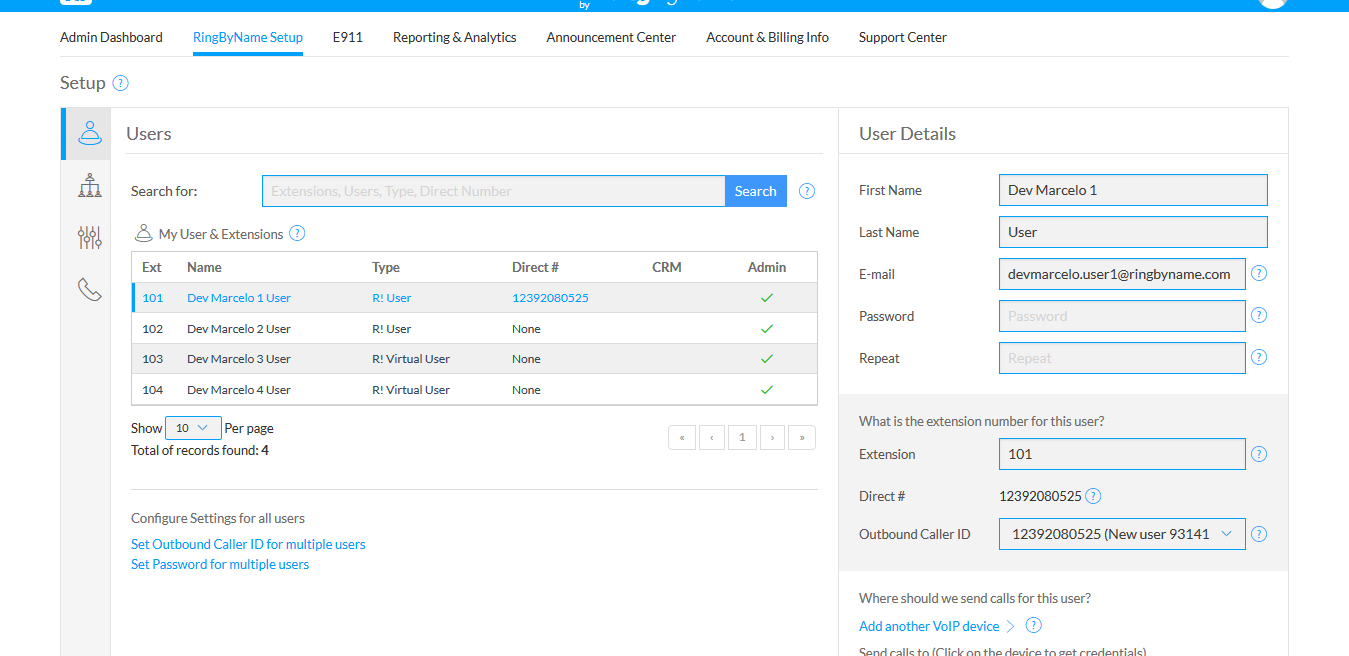 by
Admin Dashboard RingByName Setup E911 Reporting & Analytics Announcement Center Account & Billing Info Support Center
Setup ?
Users
Search for: Extensions, Users, Type, Direct Number Search ?
My User & Extensions ?
Ext Name Type Direct # CRM Admin
101 Dev Marcelo 1 User R! User 12392080525
102 Dev Marcelo 2 User R! User None
103 Dev Marcelo 3 User R! Virtual User None
104 Dev Marcelo 4 User R! Virtual User None
Show 10 Per page
« ‹ 1 › »
Total of records found: 4
Configure Settings for all users
Set Outbound Caller ID for multiple users
Set Password for multiple users
User Details
First Name Dev Marcelo 1
Last Name User
E-mail devmarcelo.user1@ringbyname.com ?
Password Password ?
Repeat Repeat ?
What is the extension number for this user?
Extension 101 ?
Direct # 12392080525 ?
Outbound Caller ID 12392080525 (New user 93141 ?
Where should we send calls for this user?
Add another VoIP device ?
Send calls to (Click on the device to get credentials)